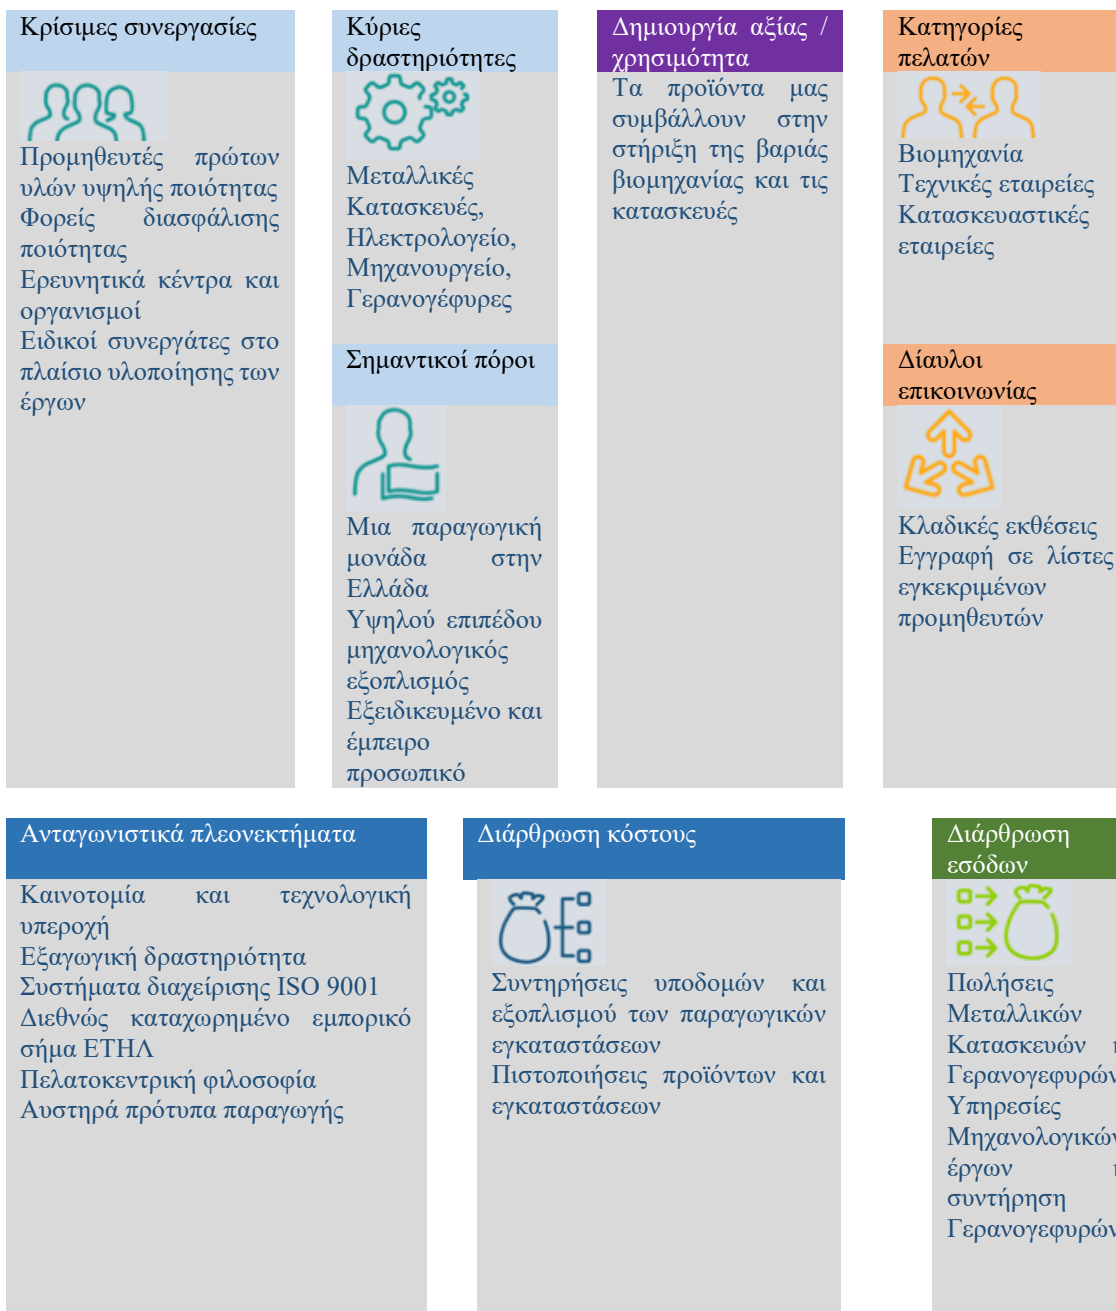 Κρίσιμες συνεργασίες
Προμηθευτές πρώτων
υλών υψηλής ποιότητας
Φορείς διασφάλισης
ποιότητας
Ερευνητικά κέντρα και
οργανισμοί
Ειδικοί συνεργάτες στο
πλαίσιο υλοποίησης των
έργων
Κύριες
δραστηριότητες
Μεταλλικές
Κατασκευές,
Ηλεκτρολογείο,
Μηχανουργείο,
Γερανογέφυρες
Σημαντικοί πόροι
Μια παραγωγική
μονάδα στην
Ελλάδα
Υψηλού επιπέδου
μηχανολογικός
εξοπλισμός
Εξειδικευμένο και
έμπειρο
προσωπικό
Δημιουργία αξίας /
χρησιμότητα
Τα προϊόντα μας
συμβάλλουν στην
στήριξη της βαριάς
βιομηχανίας και τις
κατασκευές
Κατηγορίες
πελατών
Βιομηχανία
Τεχνικές εταιρείες
Κατασκευαστικές
εταιρείες
Δίαυλοι
επικοινωνίας
Κλαδικές εκθέσεις
Εγγραφή σε λίστες
εγκεκριμένων
προμηθευτών
Ανταγωνιστικά πλεονεκτήματα
Καινοτομία και τεχνολογική
υπεροχή
Εξαγωγική δραστηριότητα
Συστήματα διαχείρισης ISO 9001
Διεθνώς καταχωρημένο εμπορικό
σήμα ΕΤΗΛ
Πελατοκεντρική φιλοσοφία
Αυστηρά πρότυπα παραγωγής
Διάρθρωση κόστους
Συντηρήσεις υποδομών και
εξοπλισμού των παραγωγικών
εγκαταστάσεων
Πιστοποιήσεις προϊόντων και
εγκαταστάσεων
Διάρθρωση
εσόδων
Πωλήσεις
Μεταλλικών
Κατασκευών
Γερανογεφυρών
Υπηρεσίες
Μηχανολογικών
έργων
συντήρηση
Γερανογεφυρών